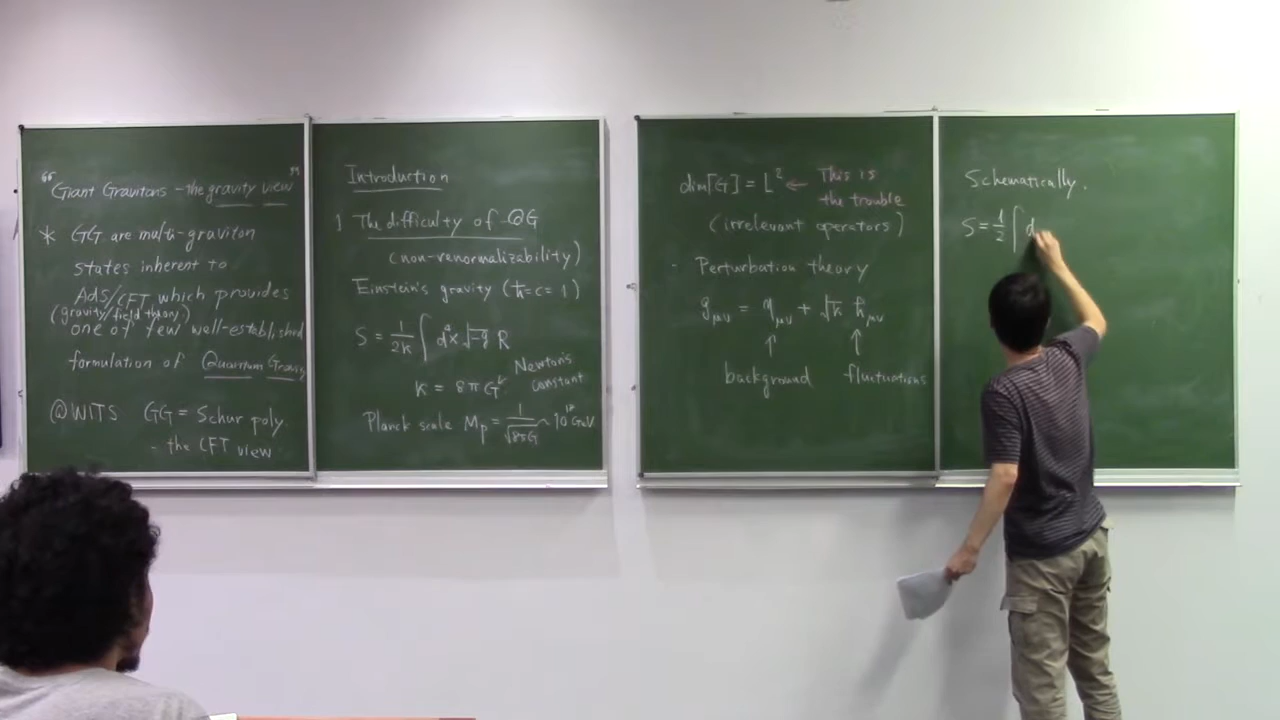 "Giant Gravitons - the gravity view"
* GG are multi-graviton
states inherent to
AdS/CFT which provides
(gravity/field theory)
one of few well-established
formulation of Quantum Gravity
@WITS GG = Schur poly
- the CFT view
Introduction
1 The difficulty of QG
(non-renormalizability)
Einstein's gravity (ħ=c=1)
S = 1/2κ ∫ d⁴x √-g R
κ = 8πG Newton's
constant
Planck scale Mp = 1/√8πG ~ 10¹⁸ GeV
dim[G] = L² ← This is
the trouble
(irrelevant operators)
- Perturbation theory
gμν = ημν + √κ hμν
↑ ↑
background fluctuations
Schematically.
S = 1/2 ∫ d